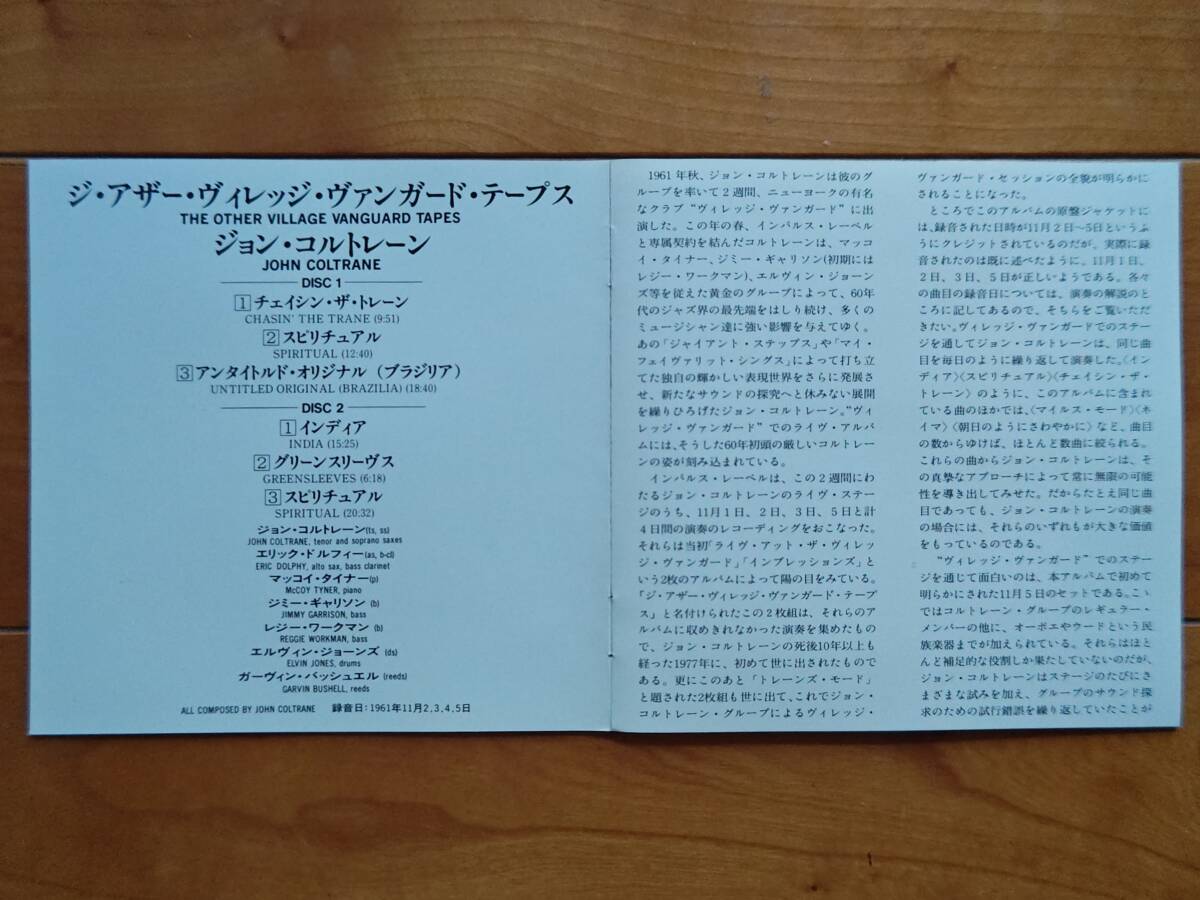 ジ・アザー・ヴィレッジ・ヴァンガード・テープス
THE OTHER VILLAGE VANGUARD TAPES
ジョン・コルトレーン
JOHN COLTRANE
DISC 1
1 チェイシン・ザ・トレーン
CHASIN' THE TRANE (9:51)
2 スピリチュアル
SPIRITUAL (12:40)
3 アンタイトルド・オリジナル (ブラジリア)
UNTITLED ORIGINAL (BRAZILIA) (18:40)
DISC 2
1 インディア
INDIA (15:25)
2 グリーンスリーヴス
GREENSLEEVES (6:18)
3 スピリチュアル
SPIRITUAL (20:32)
ジョン・コルトレーン(ts, ss)
JOHN COLTRANE, tenor and soprano saxes
エリック・ドルフィー(as, b-cl)
ERIC DOLPHY, alto sax, bass clarinet
マッコイ・タイナー(p)
McCOY TYNER, piano
ジミー・ギャリソン(b)
JIMMY GARRISON, bass
レジー・ワークマン(b)
REGGIE WORKMAN, bass
エルヴィン・ジョーンズ(ds)
ELVIN JONES, drums
ガーヴィン・バッシュエル(reeds)
GARVIN BUSHELL, reeds
ALL COMPOSED BY JOHN COLTRANE 録音日:1961年11月2,3,4,5日
1961年秋、ジョン・コルトレーンは彼のグ
ループを率いて2週間、ニューヨークの有名
なクラブ“ヴィレッジ・ヴァンガード”に出
演した。この年の春、インパルス・レーベル
と専属契約を結んだコルトレーンは、マッコ
イ・タイナー、ジミー・ギャリソン(初期には
レジー・ワークマン)、エルヴィン・ジョーン
ズ等を従えた黄金のグループによって、60年
代のジャズ界の最先端をはしり続け、多くの
ミュージシャン達に強い影響を与えてゆく。
あの「ジャイアント・ステップス」や「マイ・
フェイヴァリット・シングス」によって打ち立
てた独自の輝かしい表現世界をさらに発展さ
せ、新たなサウンドの探究へと休みない展開
を繰りひろげたジョン・コルトレーン。“ヴィ
レッジ・ヴァンガード”でのライヴ・アルバ
ムには、そうした60年初頭の厳しいコルトレー
ンの姿が刻み込まれている。
インパルス・レーベルは、この2週間にわ
たるジョン・コルトレーンのライヴ・ステー
ジのうち、11月1日、2日、3日、5日と計
4日間の演奏のレコーディングをおこなった。
それらは当初「ライヴ・アット・ザ・ヴィレッ
ジ・ヴァンガード」「インプレッションズ」と
いう2枚のアルバムによって陽の目をみている。
「ジ・アザー・ヴィレッジ・ヴァンガード・テープ
ス」と名付けられたこの2枚組は、それらのア
ルバムに収めきれなかった演奏を集めたもの
で、ジョン・コルトレーンの死後10年以上も
経った1977年に、初めて世に出されたもので
ある。更にこのあと「トレーンズ・モード」
と題された2枚組も世に出て、これでジョン・
コルトレーン・グループによるヴィレッジ・
ヴァンガード・セッションの全貌が明らかに
されることになった。
ところでこのアルバムの原盤ジャケットに
は、録音された日時が11月2日〜5日というふ
うにクレジットされているのだが、実際に録
音されたのは既に述べたように、11月1日、
2日、3日、5日が正しいようである。各々
の曲目の録音日については、演奏の解説のと
ころに記してあるので、そちらをご覧いただ
きたい。ヴィレッジ・ヴァンガードでのステー
ジを通してジョン・コルトレーンは、同じ曲
目を毎日のように繰り返して演奏した。〈イン
ディア〉〈スピリチュアル〉〈チェイシン・ザ・
トレーン〉のように、このアルバムに含まれ
ている曲のほかでは、〈マイルス・モード〉〈ネ
イマ〉〈朝日のようにさわやかに〉など、曲目
の数からゆけば、ほとんど数曲に絞られる。
これらの曲からジョン・コルトレーンは、そ
の真摯なアプローチによって常に無限の可能
性を導き出してみせた。だからたとえ同じ曲
目であっても、ジョン・コルトレーンの演奏
の場合には、それらのいずれもが大きな価値
をもっているのである。
“ヴィレッジ・ヴァンガード”でのステー
ジを通じて面白いのは、本アルバムで初めて
明らかにされた11月5日のセットである。こゝ
ではコルトレーン・グループのレギュラー・
メンバーの他に、オーボエやウードという民
族楽器までが加えられている。それらはほと
んど補足的な役割しか果たしていないのだが、
ジョン・コルトレーンはステージのたびにさ
まざまな試みを加え、グループのサウンド探
求のための試行錯誤を繰り返していたことが